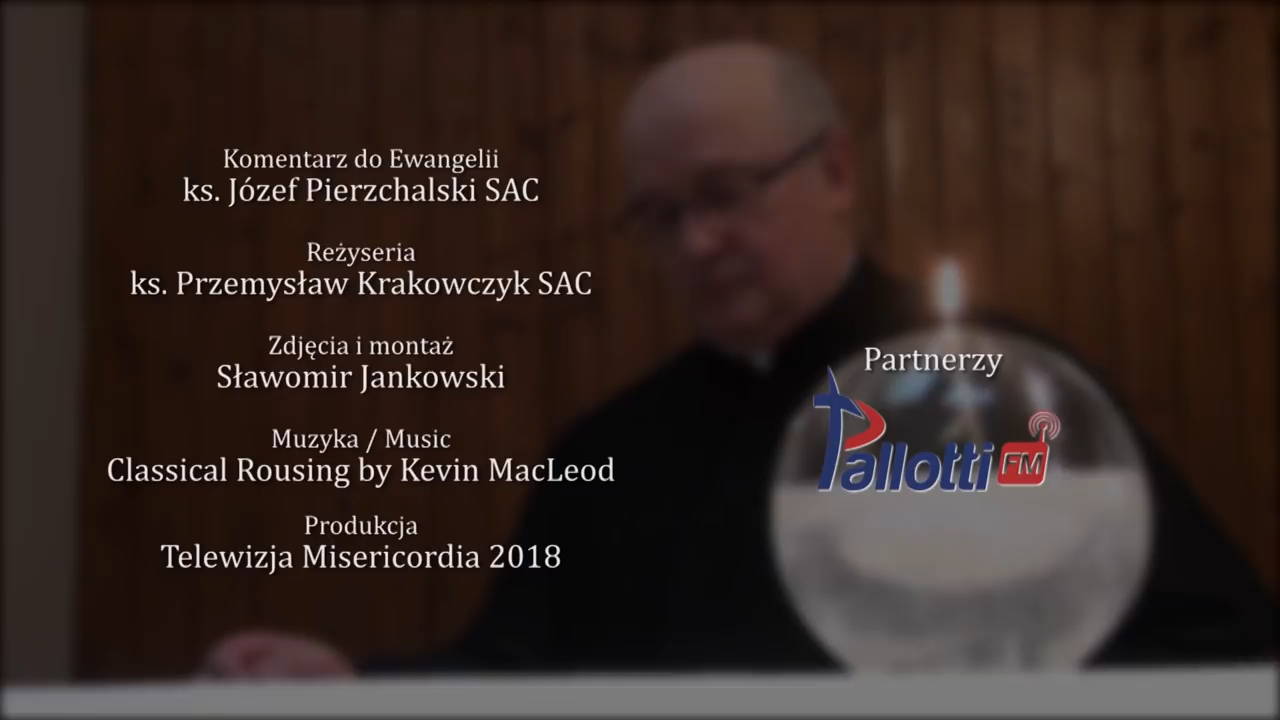 Komentarz do Ewangelii
ks. Józef Pierzchalski SAC
Reżyseria
ks. Przemysław Krakowczyk SAC
Zdjęcia i montaż
Sławomir Jankowski
Muzyka / Music
Classical Rousing by Kevin MacLeod
Produkcja
Telewizja Misericordia 2018
Partnerzy
Pallotti FM